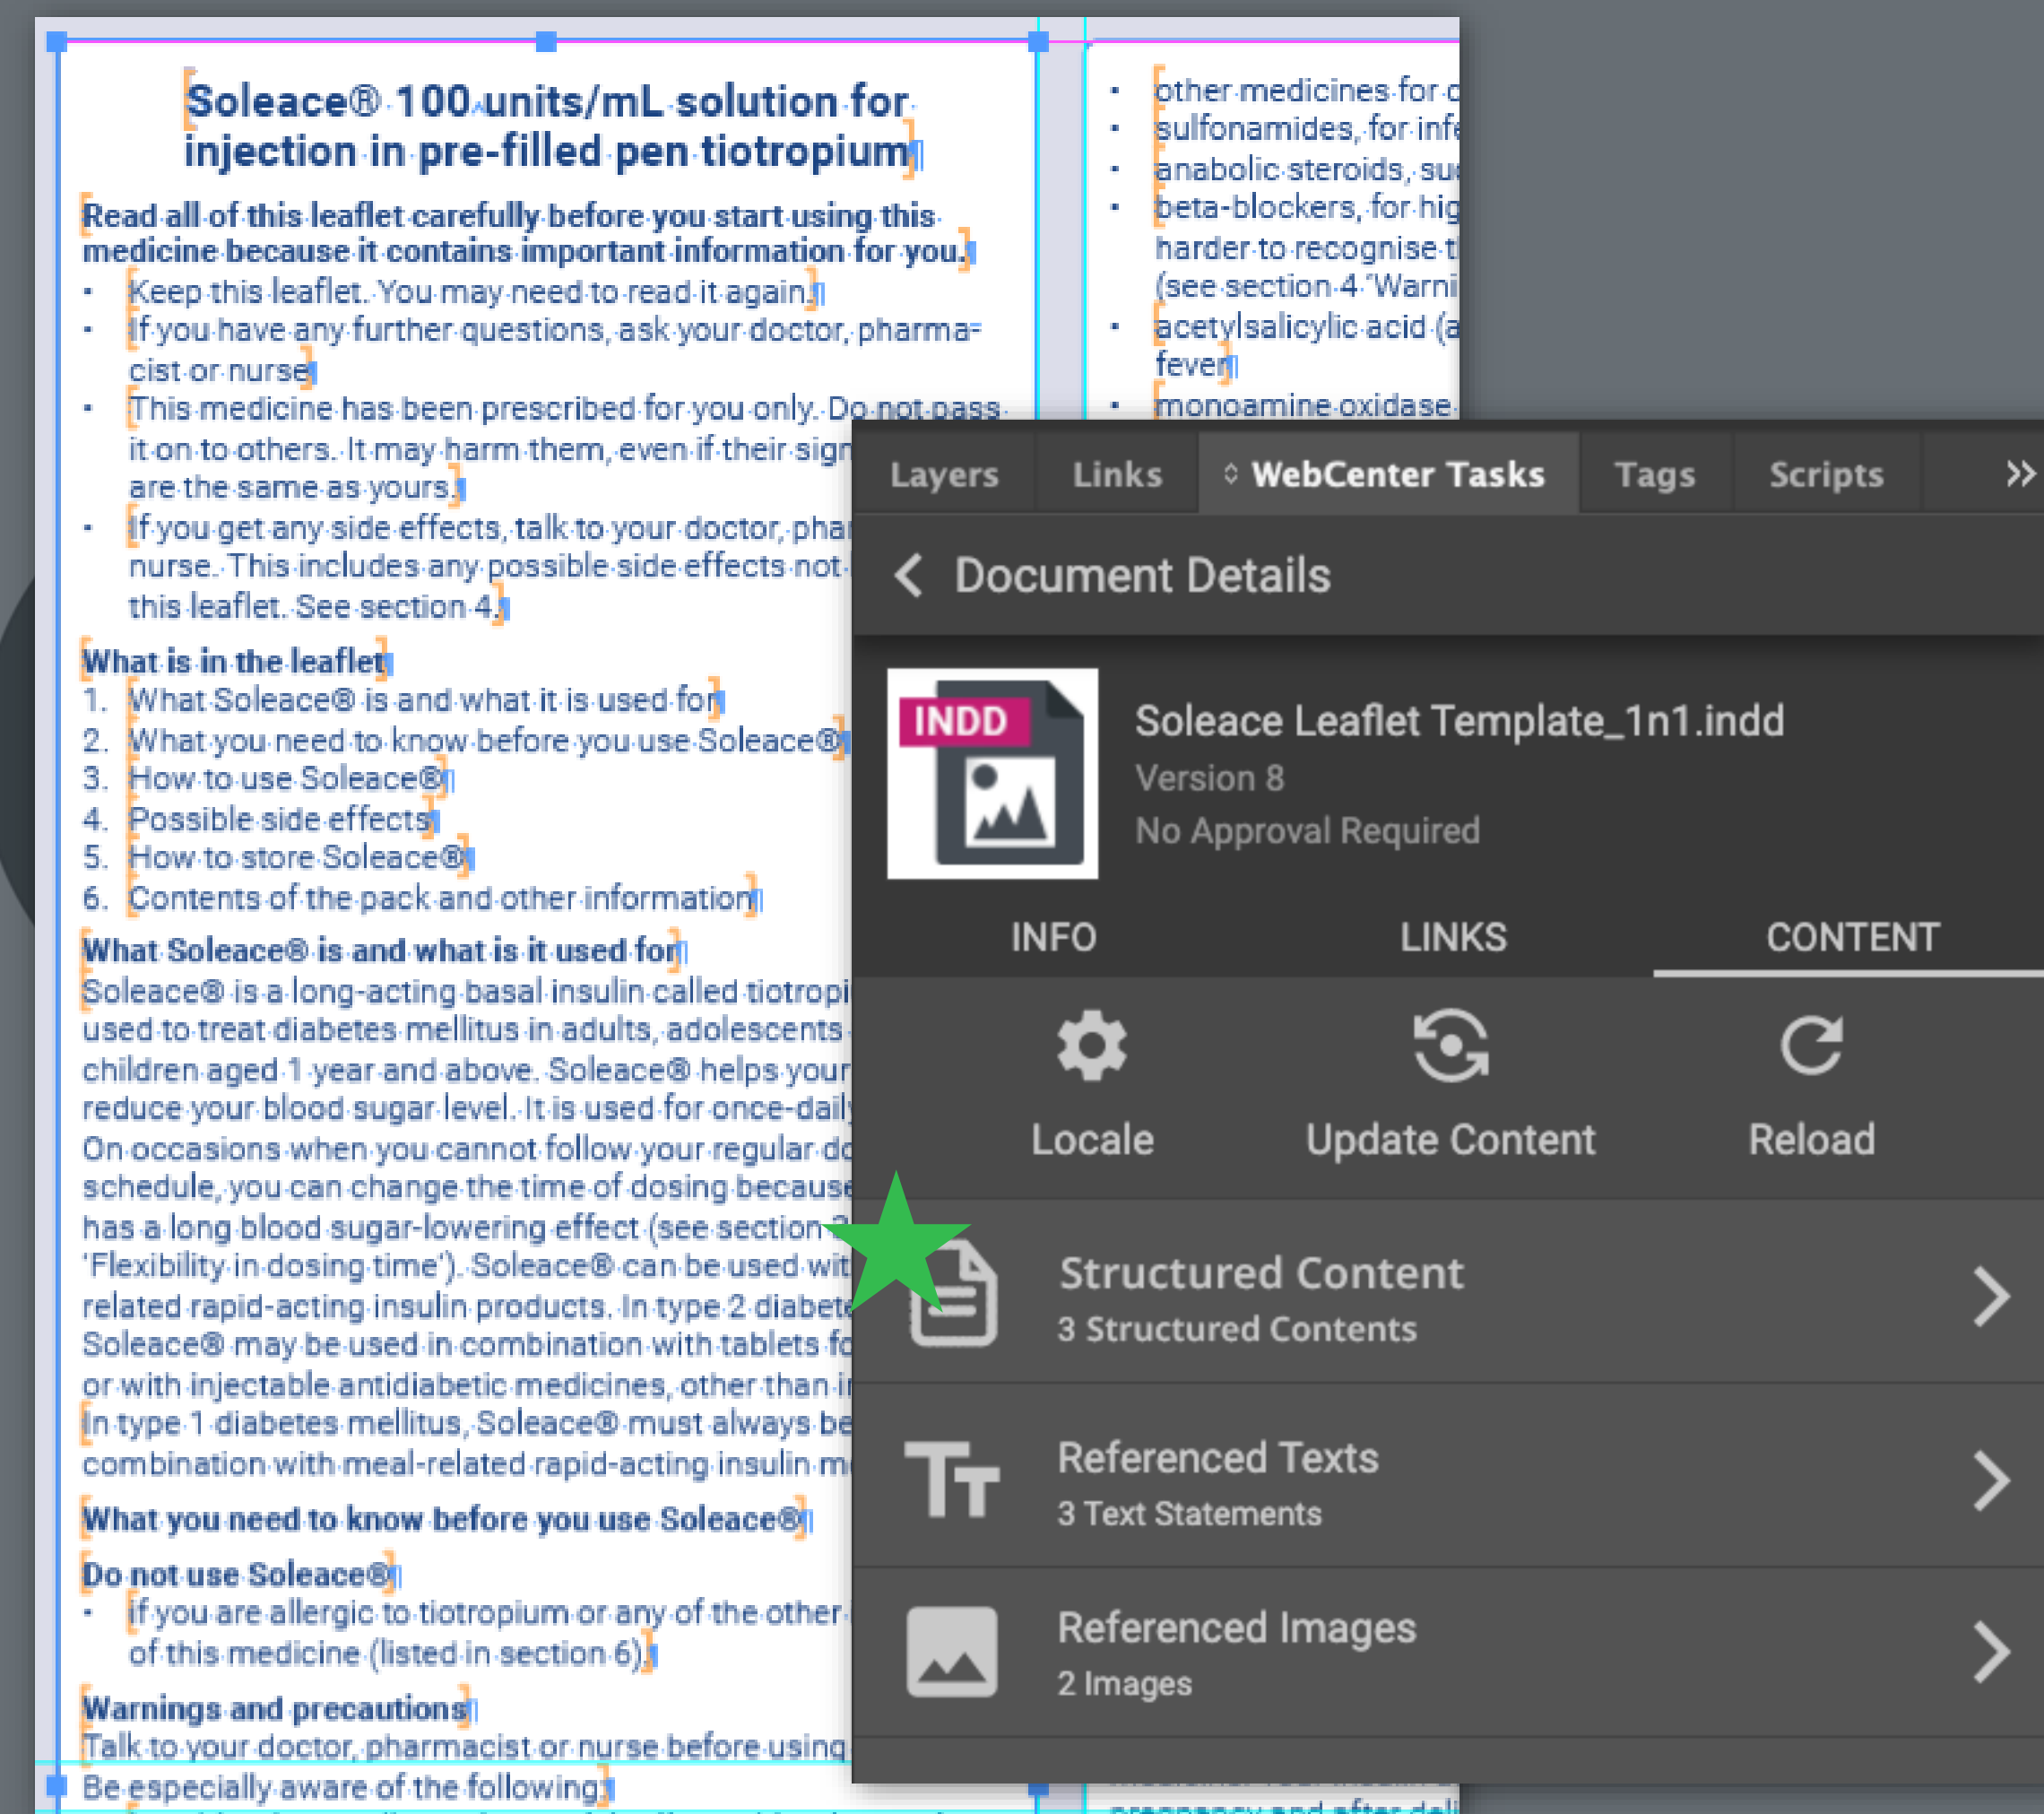 Soleace® 100 units/mL solution for
injection in pre-filled pen tiotropium
Read all of this leaflet carefully before you start using this
medicine because it contains important information for you.
• Keep this leaflet. You may need to read it again.
• If you have any further questions, ask your doctor, pharma-
cist or nurse
• This medicine has been prescribed for you only. Do not pass
it on to others. It may harm them, even if their sign
are the same as yours.
• If you get any side effects, talk to your doctor, phar
nurse. This includes any possible side effects not
this leaflet. See section 4.
What is in the leaflet
1. What Soleace® is and what it is used for
2. What you need to know before you use Soleace®
3. How to use Soleace®
4. Possible side effects
5. How to store Soleace®
6. Contents of the pack and other information
What Soleace® is and what is it used for
Soleace® is a long-acting basal insulin called tiotropi
used to treat diabetes mellitus in adults, adolescents
children aged 1 year and above. Soleace® helps your
reduce your blood sugar level. It is used for once-daily
On occasions when you cannot follow your regular do
schedule, you can change the time of dosing because
has a long blood sugar-lowering effect (see section
'Flexibility in dosing time'). Soleace® can be used wit
related rapid-acting insulin products. In type 2 diabete
Soleace® may be used in combination with tablets fo
or with injectable antidiabetic medicines, other than in
In type 1 diabetes mellitus, Soleace® must always be
combination with meal-related rapid-acting insulin me
What you need to know before you use Soleace®
Do not use Soleace®
• if you are allergic to tiotropium or any of the other
of this medicine (listed in section 6).
Warnings and precautions
Talk to your doctor, pharmacist or nurse before using
Be especially aware of the following:
• other medicines for
• sulfonamides, for infe
• anabolic steroids, suc
• beta-blockers, for hig
harder to recognise t
(see section 4 'Warni
• acetylsalicylic acid (a
fever
• monoamine oxidase
Layers Links WebCenter Tasks Tags Scripts »
Document Details
INDD
Soleace Leaflet Template_1n1.indd
Version 8
No Approval Required
INFO LINKS CONTENT
Locale Update Content Reload
Structured Content
3 Structured Contents
Referenced Texts
3 Text Statements
Referenced Images
2 Images